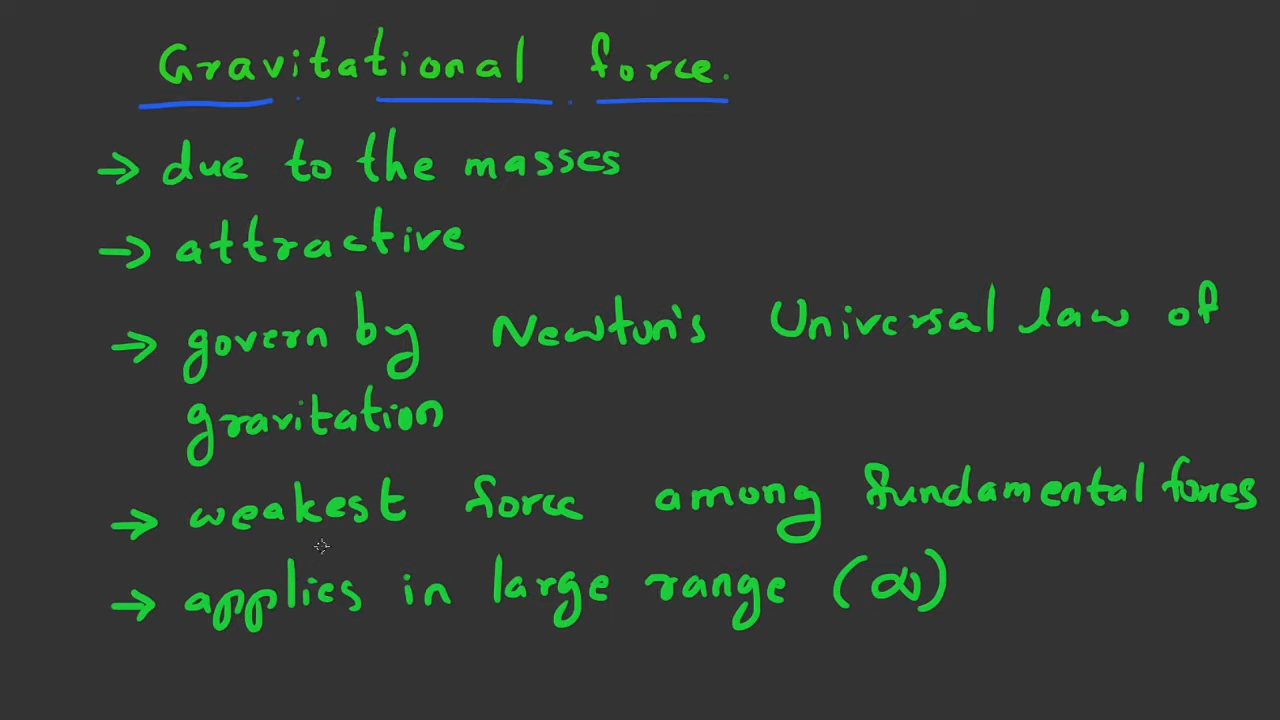 Gravitational force.
→ due to the masses
→ attractive
→ govern by Newton's Universal law of
gravitation
→ weakest force among fundamental forces
→ applies in large range (∞)